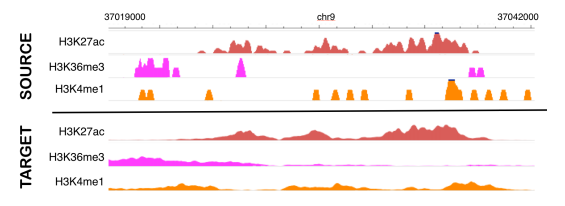 37019000 chr9 37042000
SOURCE
H3K27ac
H3K36me3
H3K4me1
TARGET
H3K27ac
H3K36me3
H3K4me1